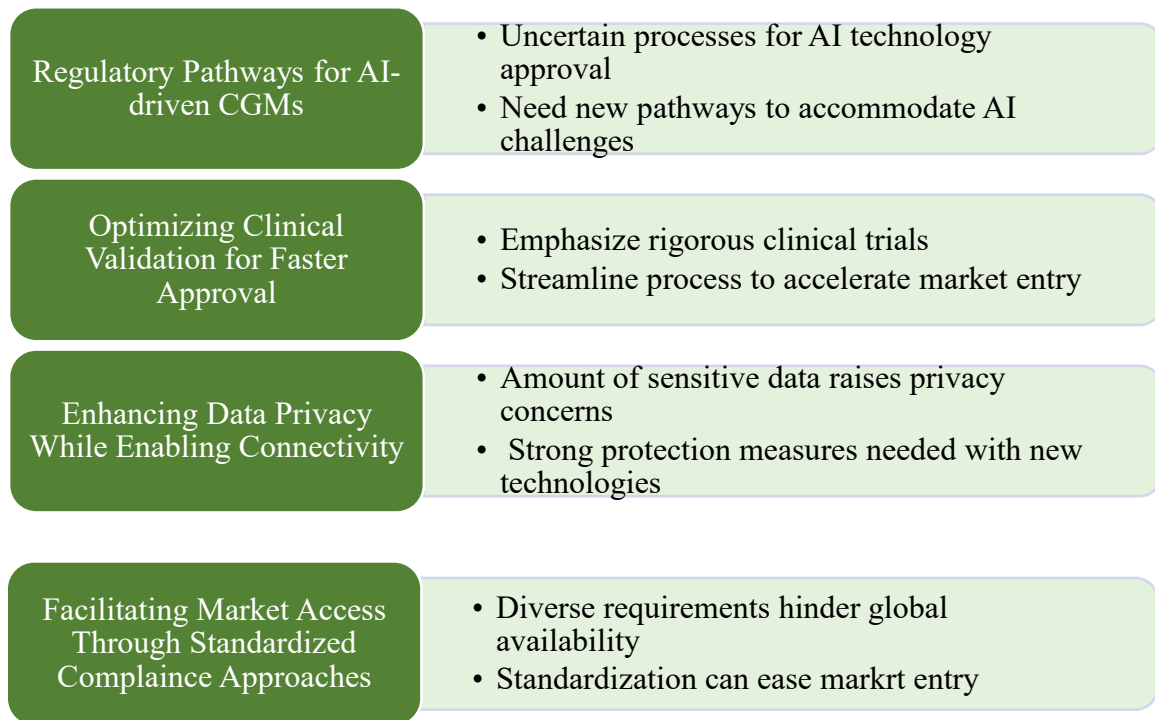 Regulatory Pathways for AI-
driven CGMs
• Uncertain processes for AI technology
approval
• Need new pathways to accommodate AI
challenges
Optimizing Clinical
Validation for Faster
Approval
• Emphasize rigorous clinical trials
• Streamline process to accelerate market entry
Enhancing Data Privacy
While Enabling Connectivity
• Amount of sensitive data raises privacy
concerns
• Strong protection measures needed with new
technologies
Facilitating Market Access
Through Standardized
Complaince Approaches
• Diverse requirements hinder global
availability
• Standardization can ease markrt entry